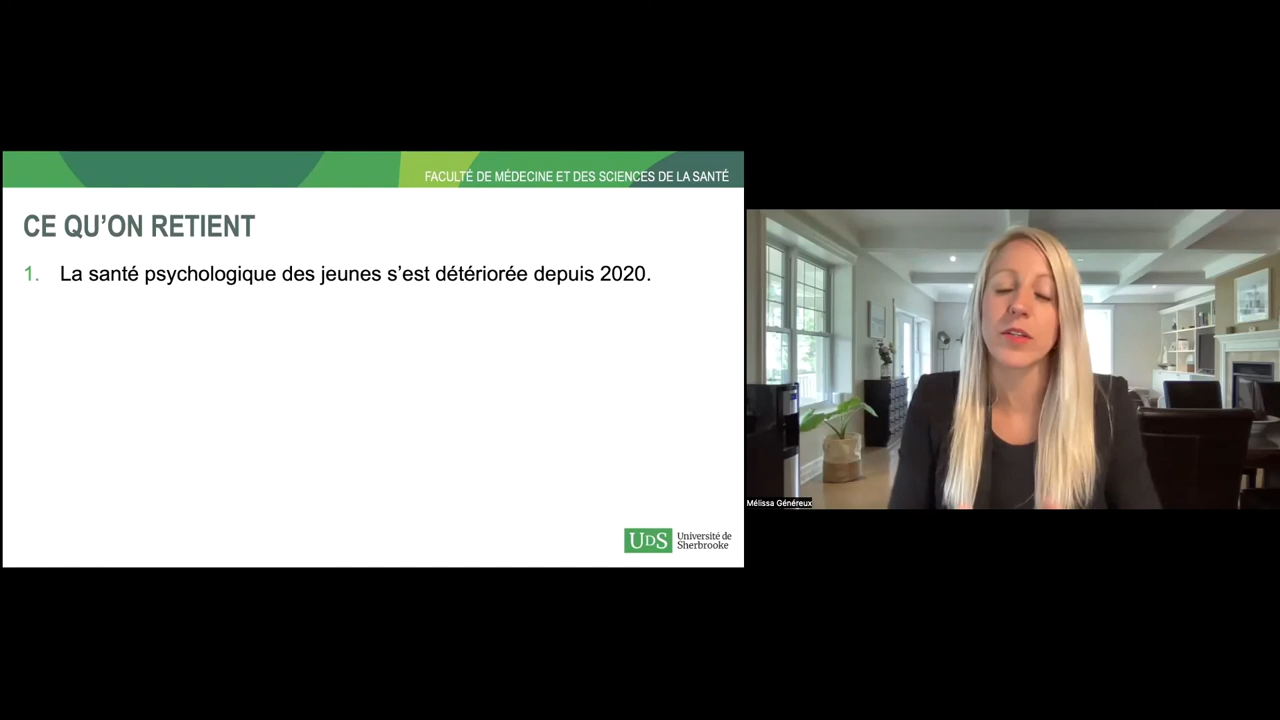 FACULTÉ DE MÉDECINE ET DES SCIENCES DE LA SANTÉ
CE QU’ON RETIENT
1. La santé psychologique des jeunes s’est détériorée depuis 2020.
UDS Université de
Sherbrooke
Mélissa Généreux